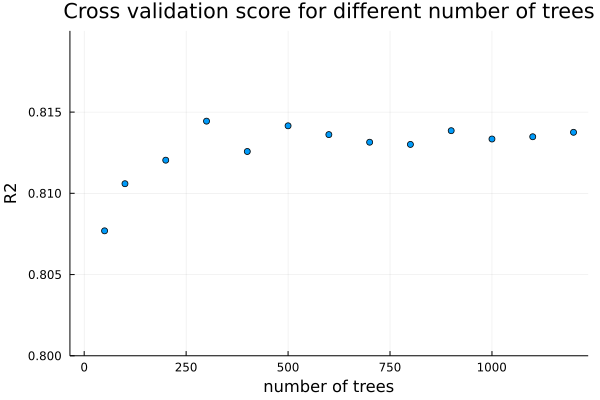 Cross validation score for different number of trees
0.815
0.810
0.805
0.800
R2
0 250 500 750 1000
number of trees